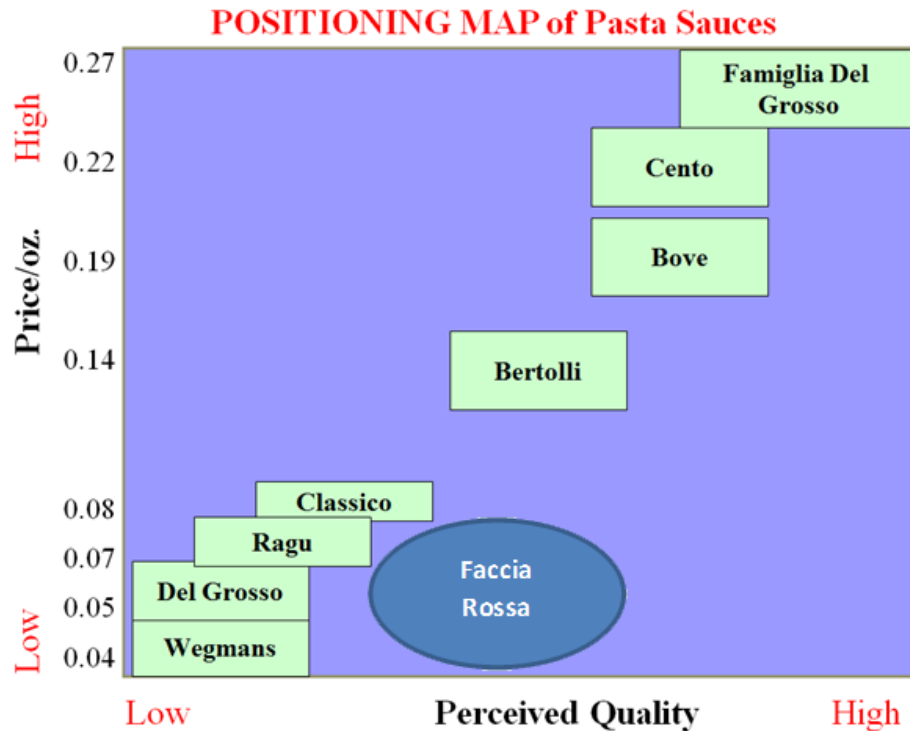 POSITIONING MAP of Pasta Sauces
0.27
Famiglia Del
Grosso
High
0.22
Cento
Price/oz.
0.19
Bove
0.14
Bertolli
0.08
Classico
0.07
Ragu
Faccia
Rossa
Del Grosso
0.05
Low
0.04
Wegmans
Low
Perceived Quality
High